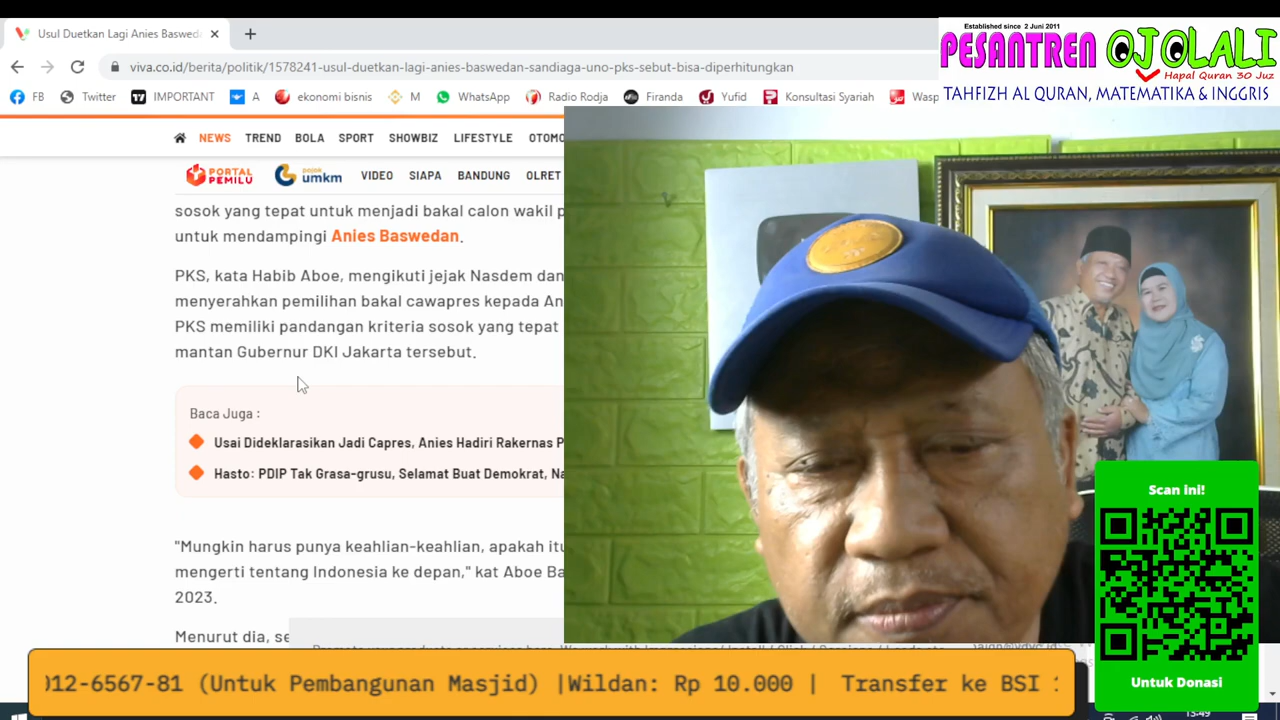 Usul Duetkan Lagi Anies Baswed
Established since 2 Juni 2011
PESANTREN OJOLALI
Hapal Quran 30 Juz
TAHFIZH AL QURAN, MATEMATIKA & INGGRIS
viva.co.id/berita/politik/1578241-usul-duetkan-lagi-anies-baswedan-sandiaga-uno-pks-sebut-bisa-diperhitungkan
FB Twitter IMPORTANT A ekonomi bisnis M WhatsApp Radio Rodja Firanda Yufid Konsultasi Syariah Wasp
NEWS TREND BOLA SPORT SHOWBIZ LIFESTYLE OTOMO
PORTAL PEMILU umkm VIDEO SIAPA BANDUNG OLRET
sosok yang tepat untuk menjadi bakal calon wakil p
untuk mendampingi Anies Baswedan.
PKS, kata Habib Aboe, mengikuti jejak Nasdem dan
menyerahkan pemilihan bakal cawapres kepada An
PKS memiliki pandangan kriteria sosok yang tepat
mantan Gubernur DKI Jakarta tersebut.
Baca Juga :
Usai Dideklarasikan Jadi Capres, Anies Hadiri Rakernas P
Hasto: PDIP Tak Grasa-grusu, Selamat Buat Demokrat, Na
"Mungkin harus punya keahlian-keahlian, apakah itu
mengerti tentang Indonesia ke depan," kat Aboe Ba
2023.
Menurut dia, se
Scan ini!
Untuk Donasi
012-6567-81 (Untuk Pembangunan Masjid) |Wildan: Rp 10.000 | Transfer ke BSI
13.49